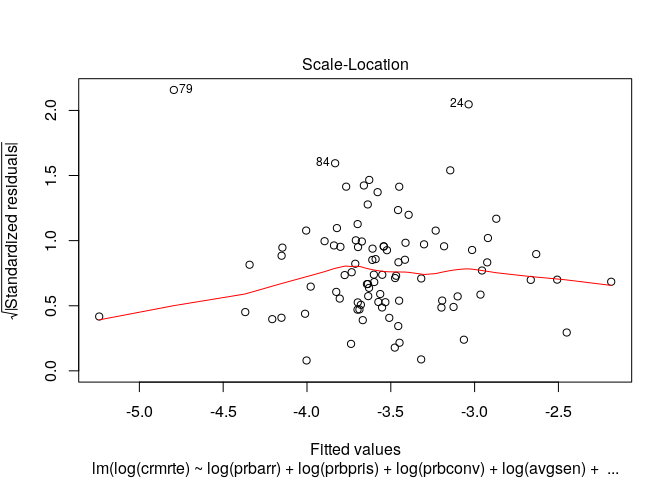 Scale-Location
√|Standardized residuals|
0.0 0.5 1.0 1.5 2.0
79
24
84
-5.0 -4.5 -4.0 -3.5 -3.0 -2.5
Fitted values
lm(log(crmrte) ~ log(prbarr) + log(prbpris) + log(prbconv) + log(avgsen) + ...